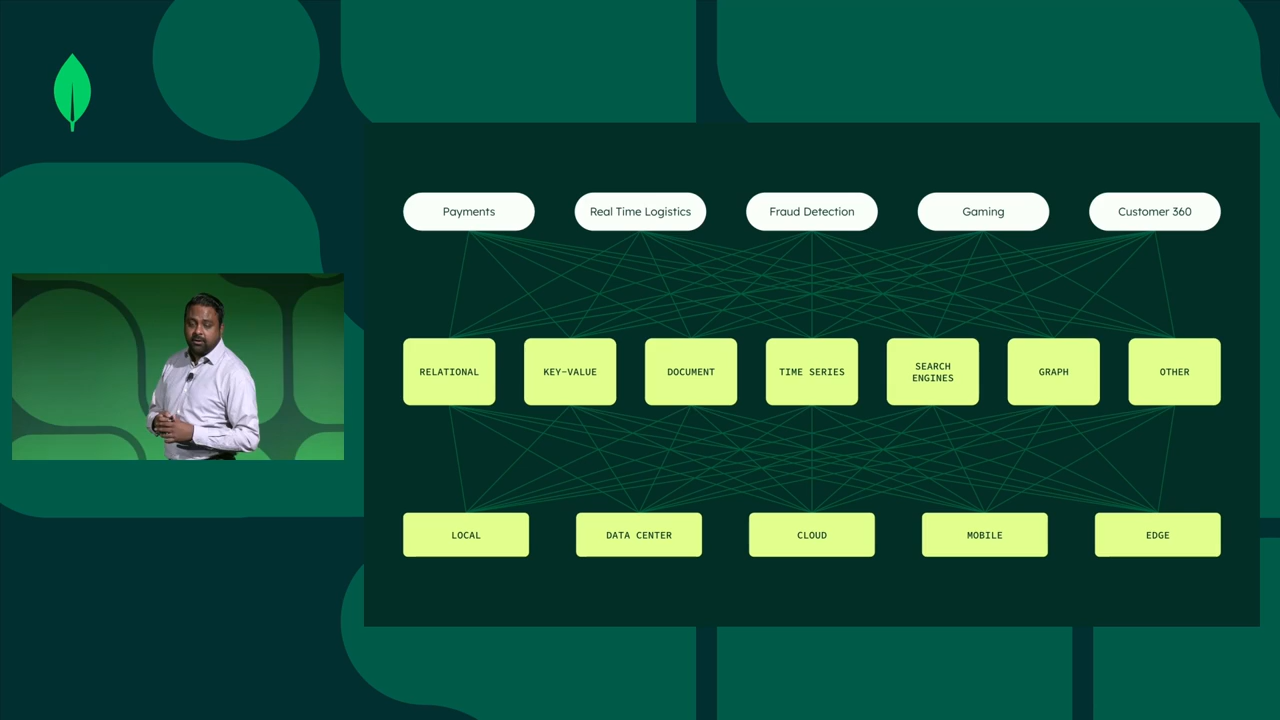 Payments
Real Time Logistics
Fraud Detection
Gaming
Customer 360
RELATIONAL
KEY-VALUE
DOCUMENT
TIME SERIES
SEARCH
ENGINES
GRAPH
OTHER
LOCAL
DATA CENTER
CLOUD
MOBILE
EDGE